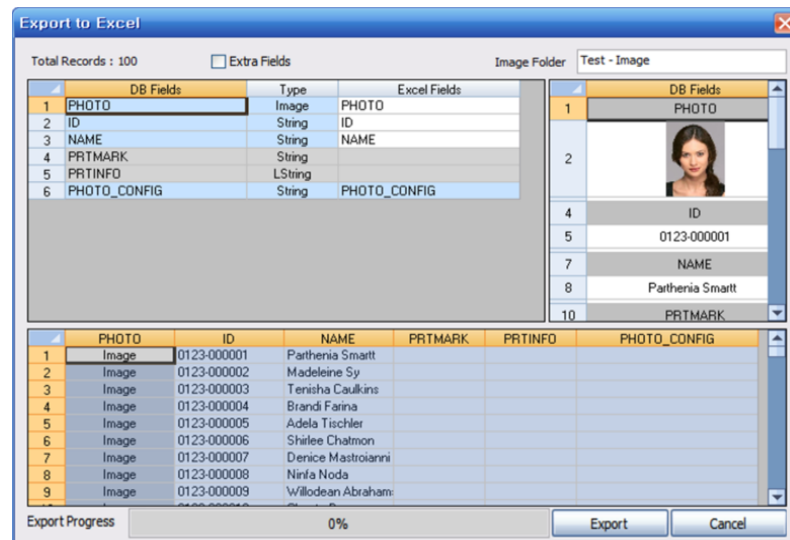 Export to Excel
Total Records : 100
Extra Fields
Image Folder
Test - Image
DB Fields Type Excel Fields
1 PHOTO Image PHOTO
2 ID String ID
3 NAME String NAME
4 PRTMARK String
5 PRTINFO LString
6 PHOTO_CONFIG String PHOTO_CONFIG
DB Fields
1 PHOTO
2
4 ID
5 0123-000001
7 NAME
8 Parthenia Smartt
10 PRTMARK
PHOTO ID NAME PRTMARK PRTINFO PHOTO_CONFIG
1 Image 0123-000001 Parthenia Smartt
2 Image 0123-000002 Madeleine Sy
3 Image 0123-000003 Tenisha Caulkins
4 Image 0123-000004 Brandi Farina
5 Image 0123-000005 Adela Tischler
6 Image 0123-000006 Shirlee Chatmon
7 Image 0123-000007 Denice Mastroianni
8 Image 0123-000008 Ninfa Noda
9 Image 0123-000009 Willodean Abraham
Export Progress 0% Export Cancel